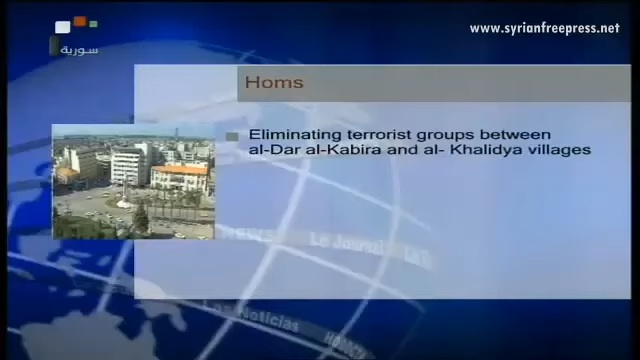 www.syrianfreepress.net
سورية
Homs
Eliminating terrorist groups between
al-Dar al-Kabira and al- Khalidya villages
Le Journal
Las Noticias